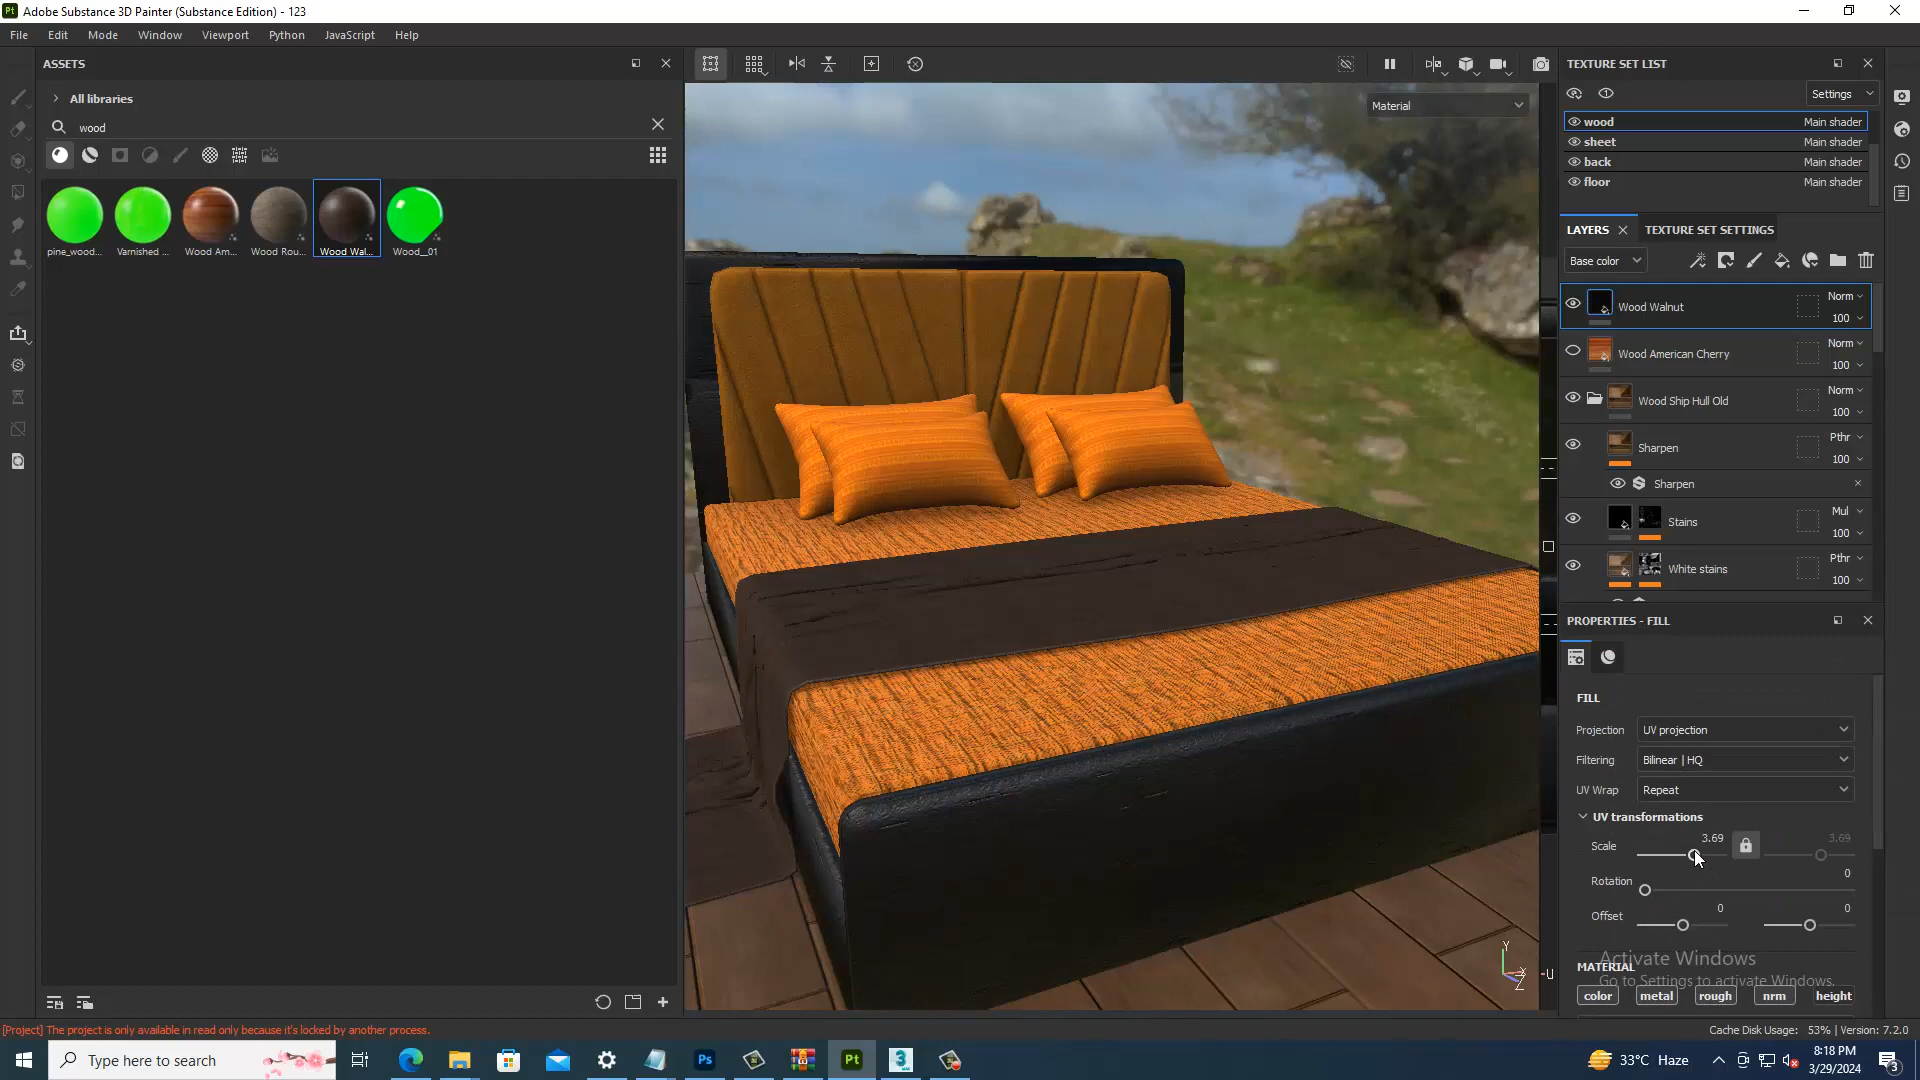 Pt Adobe Substance 3D Painter (Substance Edition) - 123
File Edit Mode Window Viewport Python JavaScript Help
ASSETS
All libraries
wood
pine_wood... Varnished ... Wood Am... Wood Rou... Wood Wal... Wood__01
Material
TEXTURE SET LIST
Settings
wood Main shader
sheet Main shader
back Main shader
floor Main shader
LAYERS TEXTURE SET SETTINGS
Base color
Wood Walnut Norm 100
Wood American Cherry Norm 100
Wood Ship Hull Old Norm 100
Sharpen Pthr 100
Sharpen
Stains Mul 100
White stains Pthr 100
PROPERTIES - FILL
FILL
Projection UV projection
Filtering Bilinear | HQ
UV Wrap Repeat
UV transformations
Scale 3.69 3.69
Rotation 0
Offset 0 0
MATERIAL
color metal rough nrm height
Activate Windows
Go to Settings to activate Windows.
Y X Z
-U
[Project] The project is only available in read only because it's locked by another process.
Cache Disk Usage: 53% | Version: 7.2.0
Type here to search
Ps
Pt
3
33°C Haze
8:18 PM
3/29/2024
3